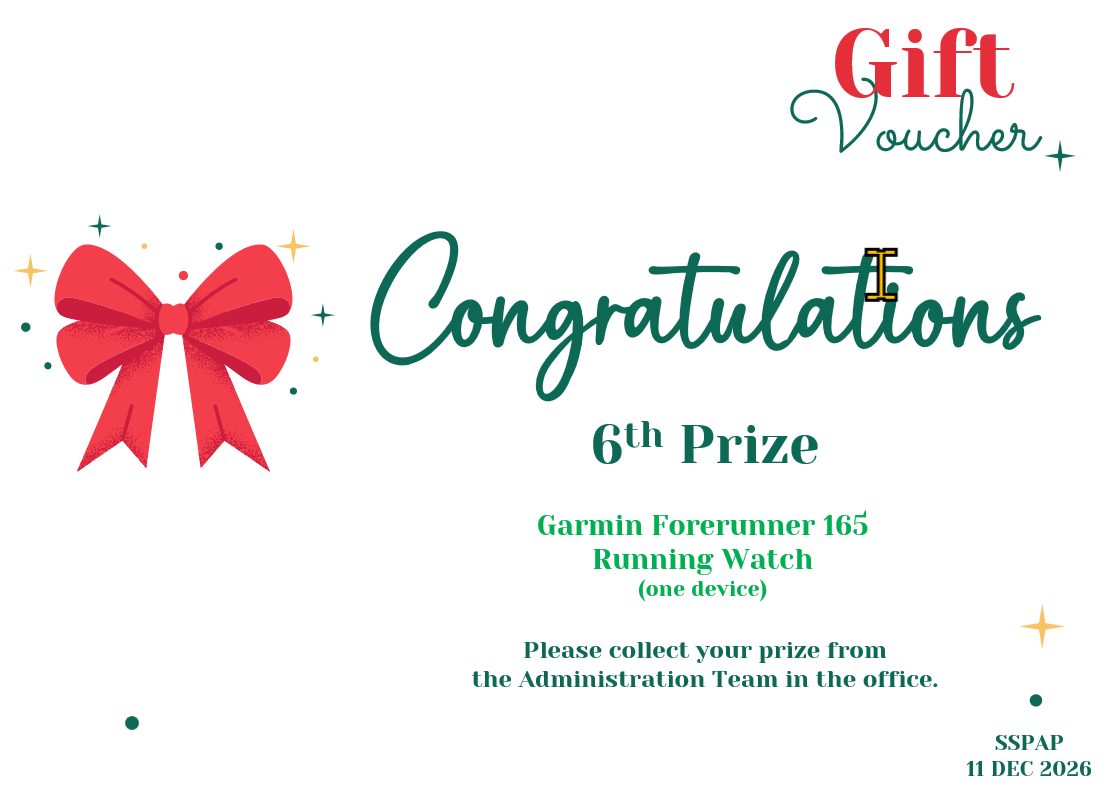 Gift
Voucher
Congratulations
6th Prize
Garmin Forerunner 165
Running Watch
(one device)
Please collect your prize from
the Administration Team in the office.
SSPAP
11 DEC 2026